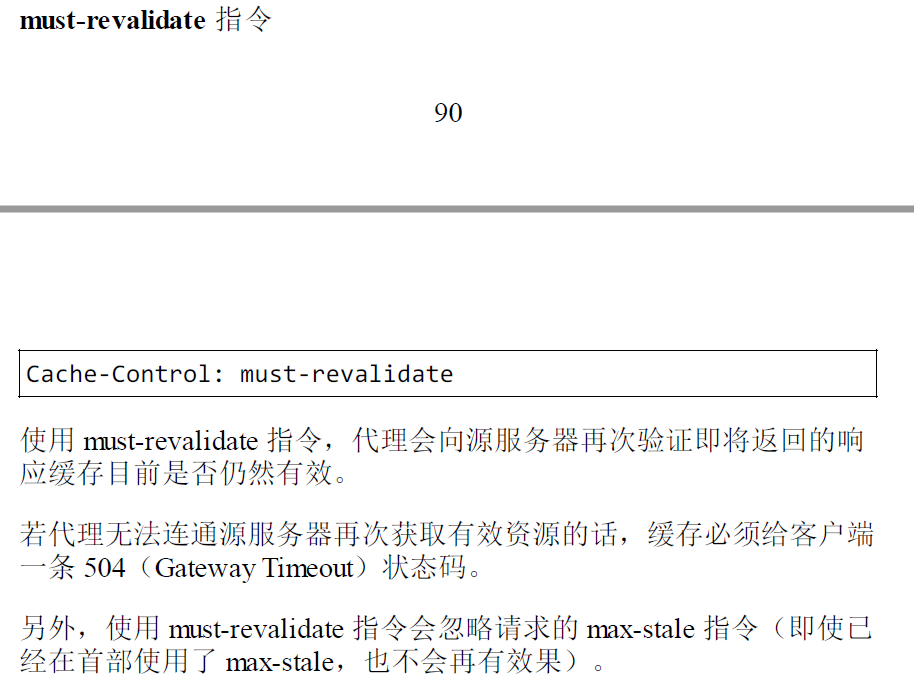 must-revalidate 指令
90
Cache-Control: must-revalidate
使用 must-revalidate 指令，代理会向源服务器再次验证即将返回的响
应缓存目前是否仍然有效。
若代理无法连通源服务器再次获取有效资源的话，缓存必须给客户端
一条 504（Gateway Timeout）状态码。
另外，使用 must-revalidate 指令会忽略请求的 max-stale 指令（即使已
经在首部使用了 max-stale，也不会再有效果）。